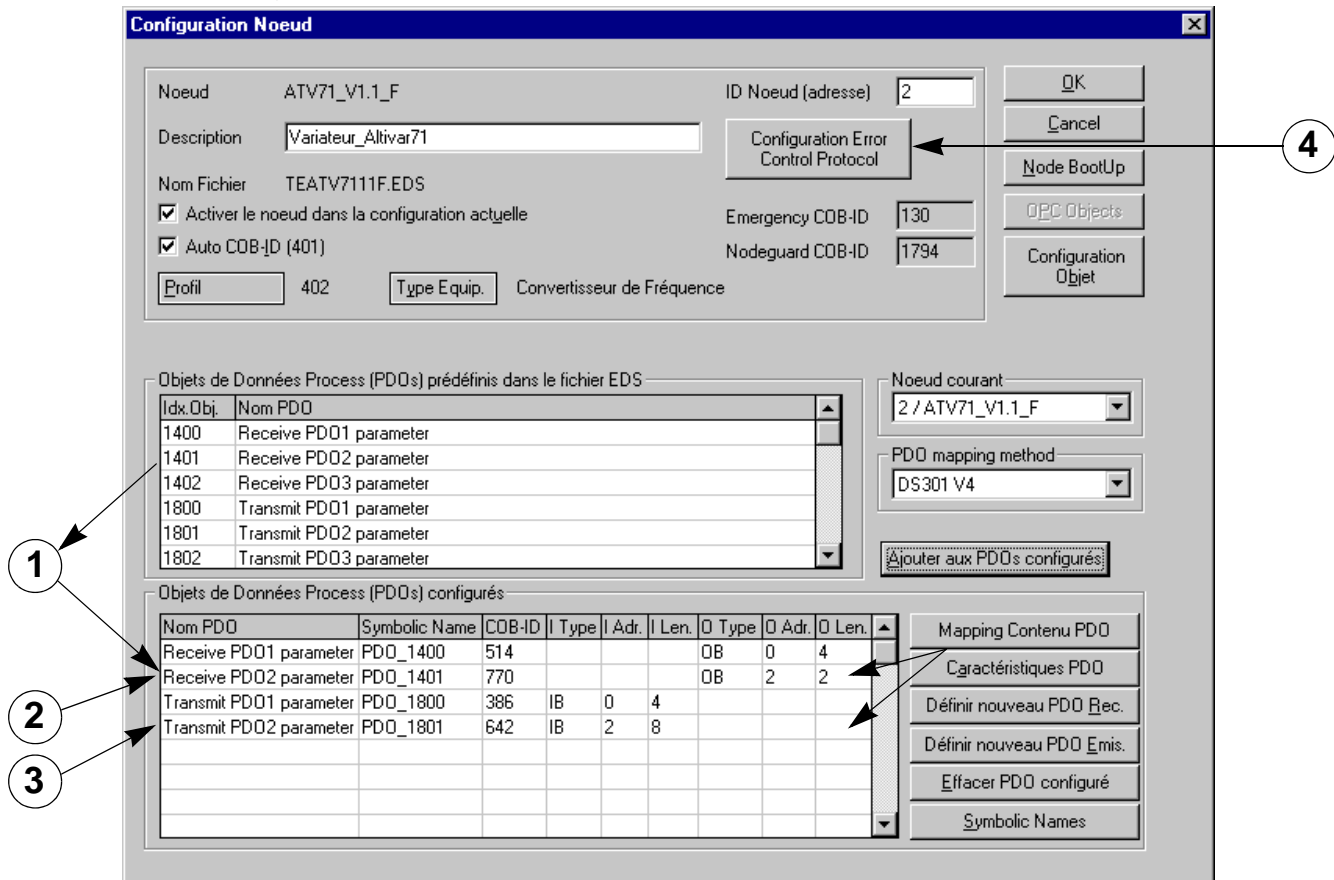 Configuration Noeud
Noeud ATV71_V1.1_F ID Noeud (adresse) 2 OK
Description Variateur_Altivar71 Configuration Error Control Protocol Cancel 4
Nom Fichier TEATV7111F.EDS Node BootUp
Activer le noeud dans la configuration actuelle Emergency COB-ID 130 OPC Objects
Auto COB-ID (401) Nodeguard COB-ID 1794 Configuration Objet
Profil 402 Type Equip. Convertisseur de Fréquence
Objets de Données Process (PDOs) prédéfinis dans le fichier EDS Noeud courant
Idx.Obj. Nom PDO 2 / ATV71_V1.1_F
1400 Receive PDO1 parameter
1401 Receive PDO2 parameter PDO mapping method
1402 Receive PDO3 parameter DS301 V4
1800 Transmit PDO1 parameter
1801 Transmit PDO2 parameter
1802 Transmit PDO3 parameter Ajouter aux PDOs configurés
1
Objets de Données Process (PDOs) configurés
Nom PDO Symbolic Name COB-ID I Type I Adr. I Len. O Type O Adr. O Len. Mapping Contenu PDO
Receive PDO1 parameter PDO_1400 514 OB 0 4
Receive PDO2 parameter PDO_1401 770 OB 2 2 Caractéristiques PDO
2
Transmit PDO1 parameter PDO_1800 386 IB 0 4 Définir nouveau PDO Rec.
Transmit PDO2 parameter PDO_1801 642 IB 2 8 Définir nouveau PDO Emis.
3
Effacer PDO configuré
Symbolic Names